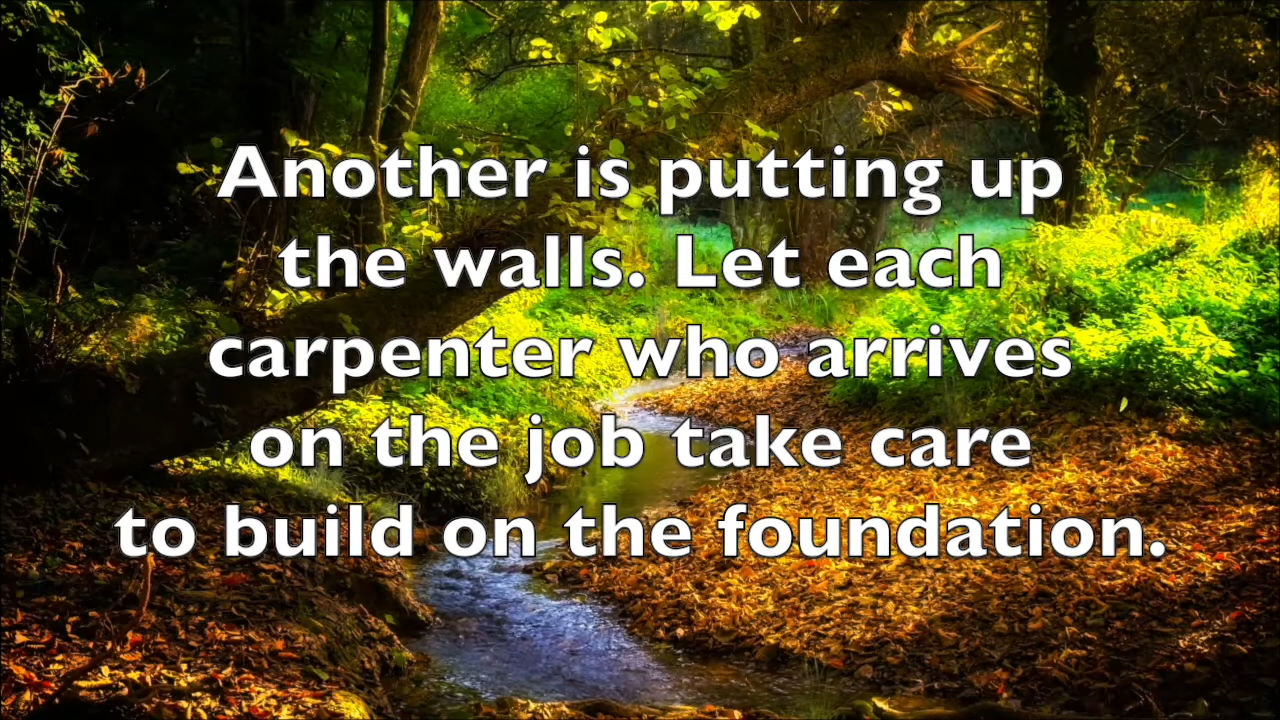 Another is putting up
the walls. Let each
carpenter who arrives
on the job take care
to build on the foundation.